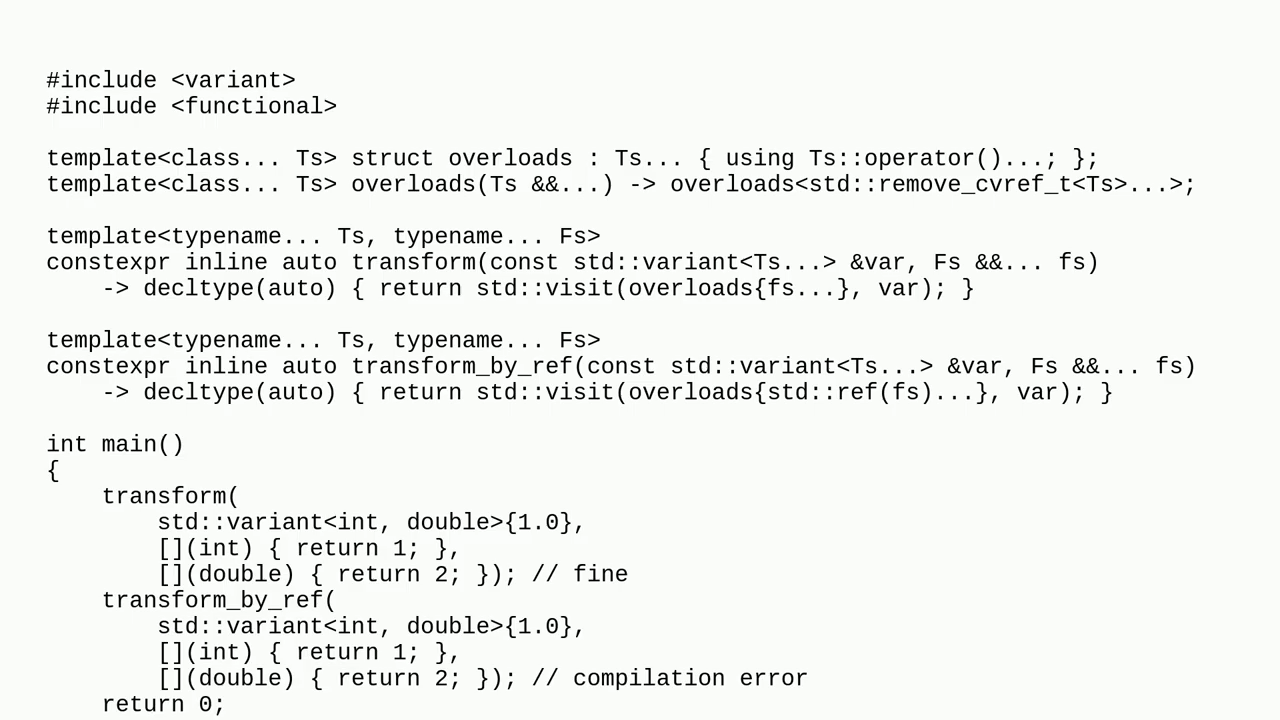 #include <variant>
#include <functional>
template<class... Ts> struct overloads : Ts... { using Ts::operator()...; };
template<class... Ts> overloads(Ts &&...) -> overloads<std::remove_cvref_t<Ts>...>;
template<typename... Ts, typename... Fs>
constexpr inline auto transform(const std::variant<Ts...> &var, Fs &&... fs)
    -> decltype(auto) { return std::visit(overloads{fs...}, var); }
template<typename... Ts, typename... Fs>
constexpr inline auto transform_by_ref(const std::variant<Ts...> &var, Fs &&... fs)
    -> decltype(auto) { return std::visit(overloads{std::ref(fs)...}, var); }
int main()
{
    transform(
        std::variant<int, double>{1.0},
        [](int) { return 1; },
        [](double) { return 2; }); // fine
    transform_by_ref(
        std::variant<int, double>{1.0},
        [](int) { return 1; },
        [](double) { return 2; }); // compilation error
    return 0;